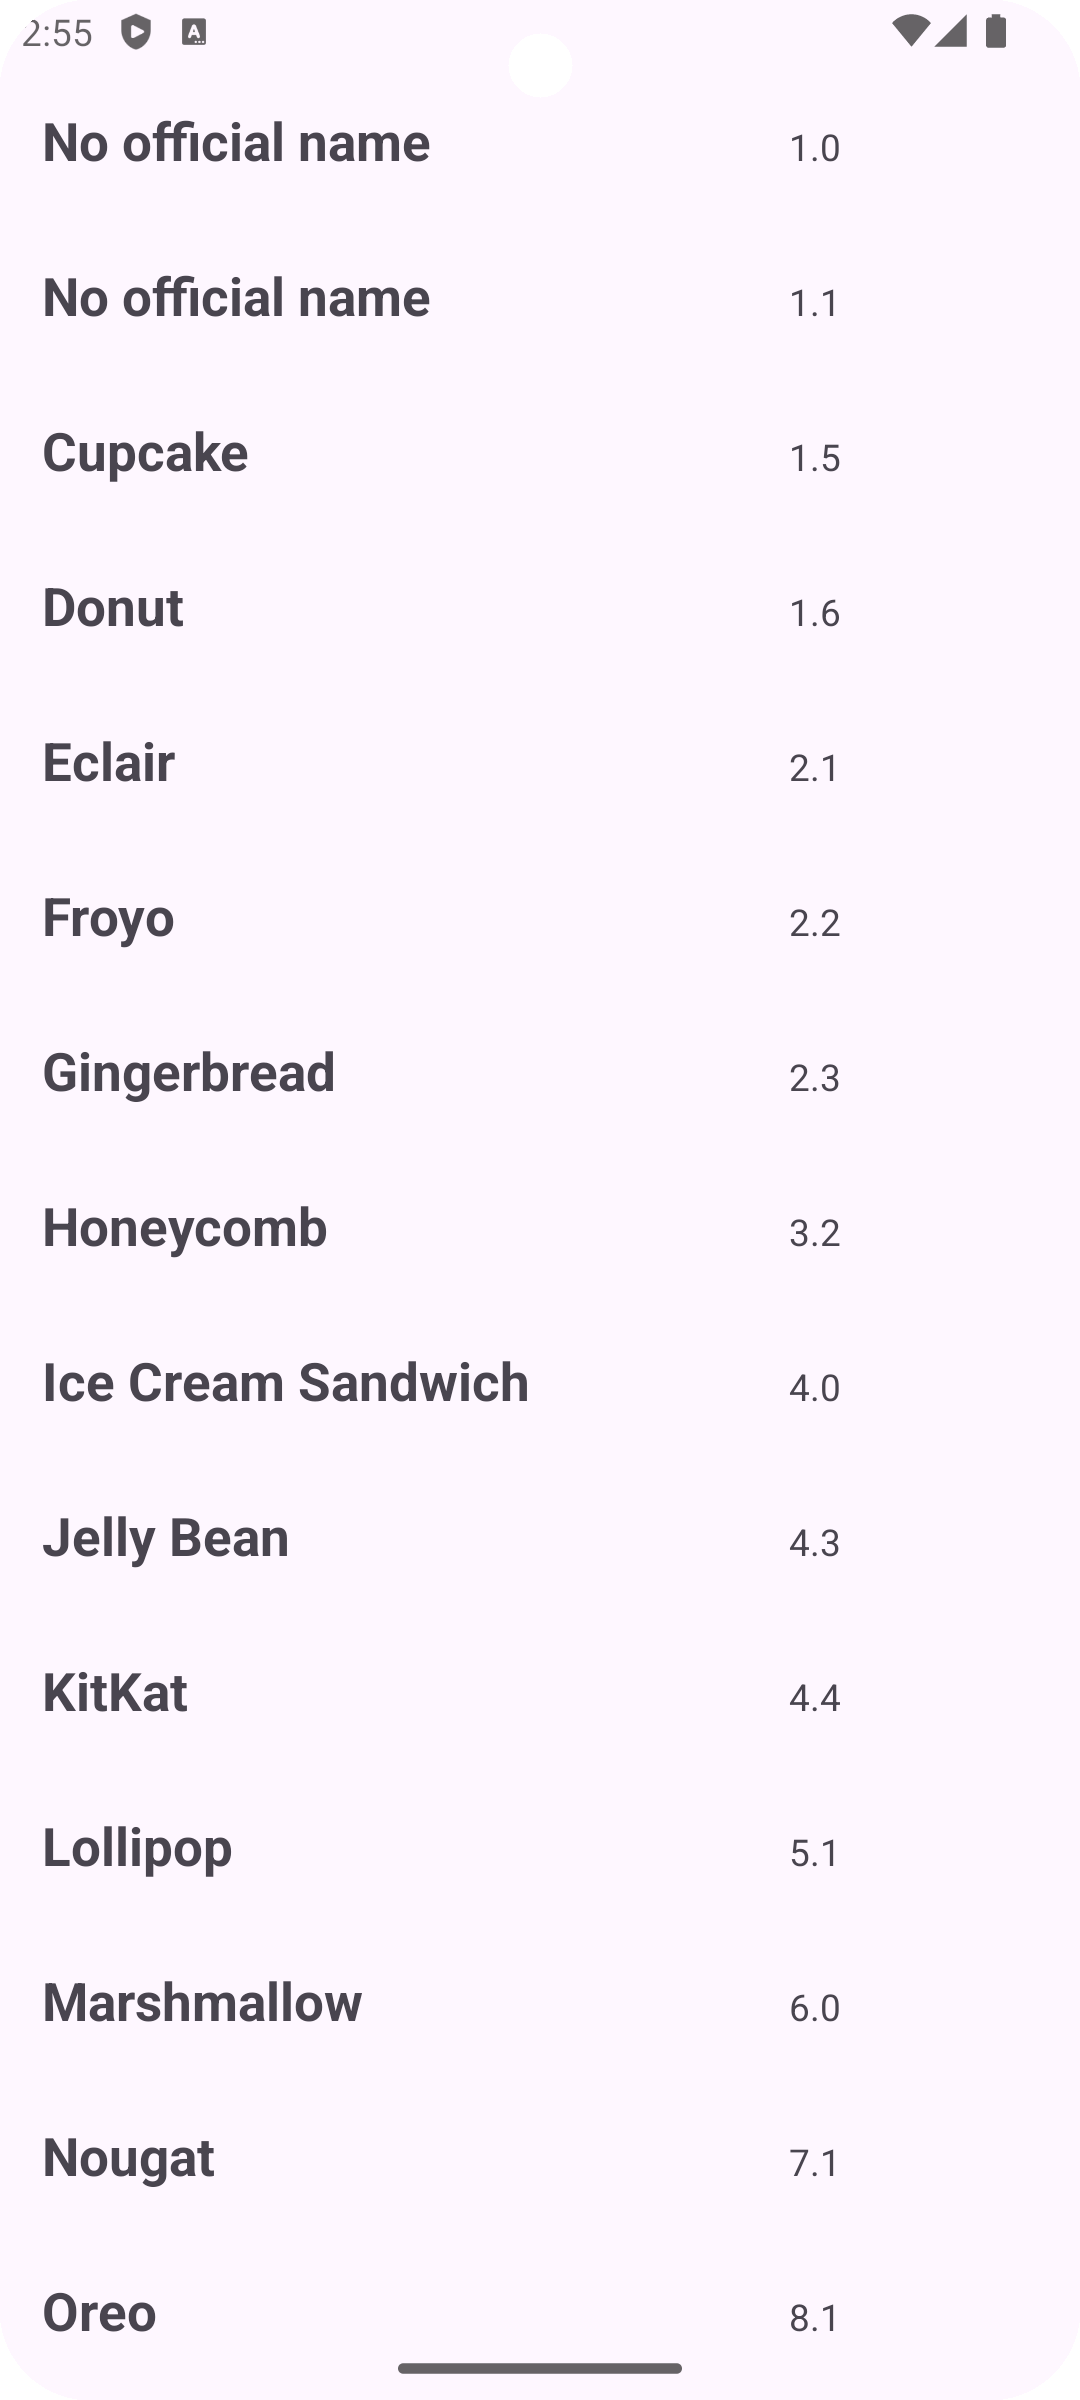 2:55
No official name 1.0
No official name 1.1
Cupcake 1.5
Donut 1.6
Eclair 2.1
Froyo 2.2
Gingerbread 2.3
Honeycomb 3.2
Ice Cream Sandwich 4.0
Jelly Bean 4.3
KitKat 4.4
Lollipop 5.1
Marshmallow 6.0
Nougat 7.1
Oreo 8.1